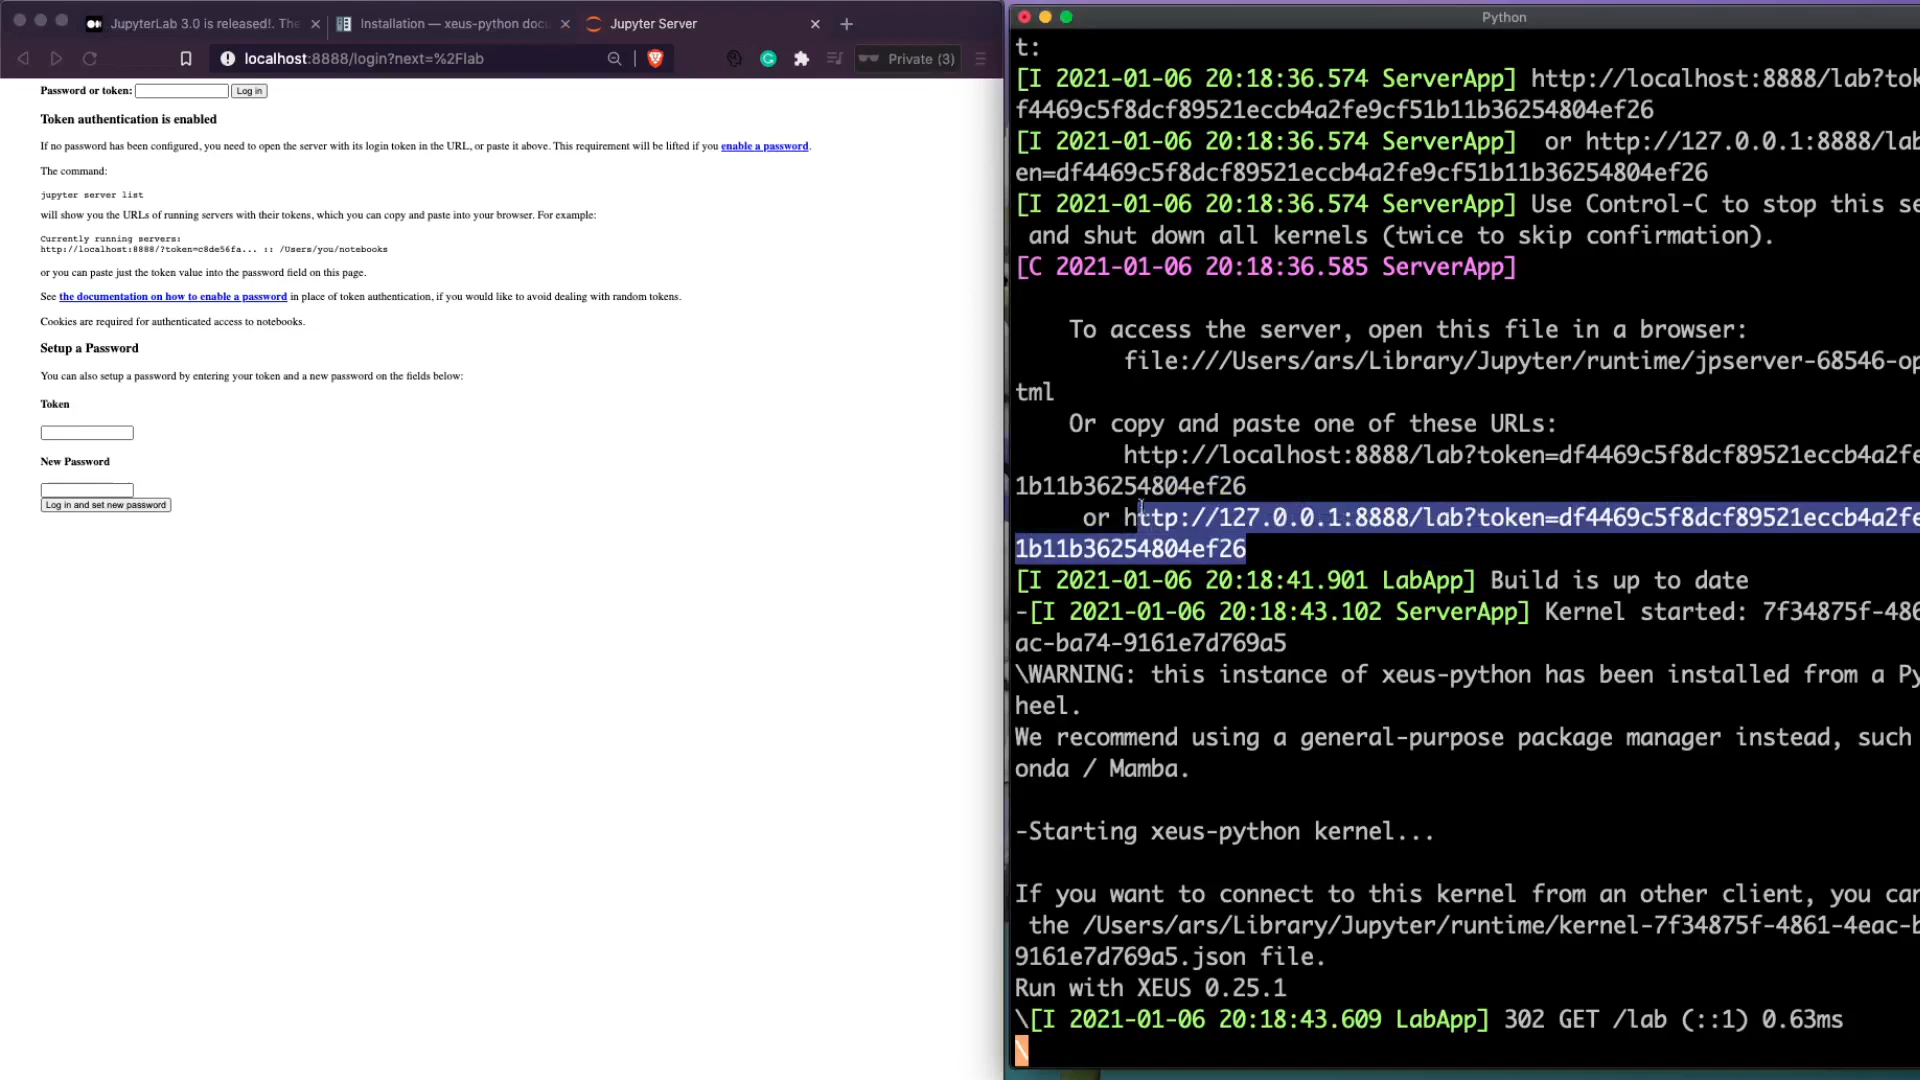 JupyterLab 3.0 is released!. The
Installation — xeus-python docu
Jupyter Server
localhost:8888/login?next=%2Flab
Private (3)
Password or token:
Log in
Token authentication is enabled
If no password has been configured, you need to open the server with its login token in the URL, or paste it above. This requirement will be lifted if you enable a password.
The command:
jupyter server list
will show you the URLs of running servers with their tokens, which you can copy and paste into your browser. For example:
Currently running servers:
http://localhost:8888/?token=c8de56fa... :: /Users/you/notebooks
or you can paste just the token value into the password field on this page.
See the documentation on how to enable a password in place of token authentication, if you would like to avoid dealing with random tokens.
Cookies are required for authenticated access to notebooks.
Setup a Password
You can also setup a password by entering your token and a new password on the fields below:
Token
New Password
Log in and set new password
Python
t:
[I 2021-01-06 20:18:36.574 ServerApp] http://localhost:8888/lab?tok
f4469c5f8dcf89521eccb4a2fe9cf51b11b36254804ef26
[I 2021-01-06 20:18:36.574 ServerApp]  or http://127.0.0.1:8888/lab
en=df4469c5f8dcf89521eccb4a2fe9cf51b11b36254804ef26
[I 2021-01-06 20:18:36.574 ServerApp] Use Control-C to stop this se
and shut down all kernels (twice to skip confirmation).
[C 2021-01-06 20:18:36.585 ServerApp]
To access the server, open this file in a browser:
file:///Users/ars/Library/Jupyter/runtime/jpserver-68546-op
tml
Or copy and paste one of these URLs:
http://localhost:8888/lab?token=df4469c5f8dcf89521eccb4a2fe
1b11b36254804ef26
or http://127.0.0.1:8888/lab?token=df4469c5f8dcf89521eccb4a2fe
1b11b36254804ef26
[I 2021-01-06 20:18:41.901 LabApp] Build is up to date
-[I 2021-01-06 20:18:43.102 ServerApp] Kernel started: 7f34875f-486
ac-ba74-9161e7d769a5
\WARNING: this instance of xeus-python has been installed from a Py
heel.
We recommend using a general-purpose package manager instead, such
onda / Mamba.
-Starting xeus-python kernel...
If you want to connect to this kernel from an other client, you can
the /Users/ars/Library/Jupyter/runtime/kernel-7f34875f-4861-4eac-b
9161e7d769a5.json file.
Run with XEUS 0.25.1
\[I 2021-01-06 20:18:43.609 LabApp] 302 GET /lab (::1) 0.63ms
\